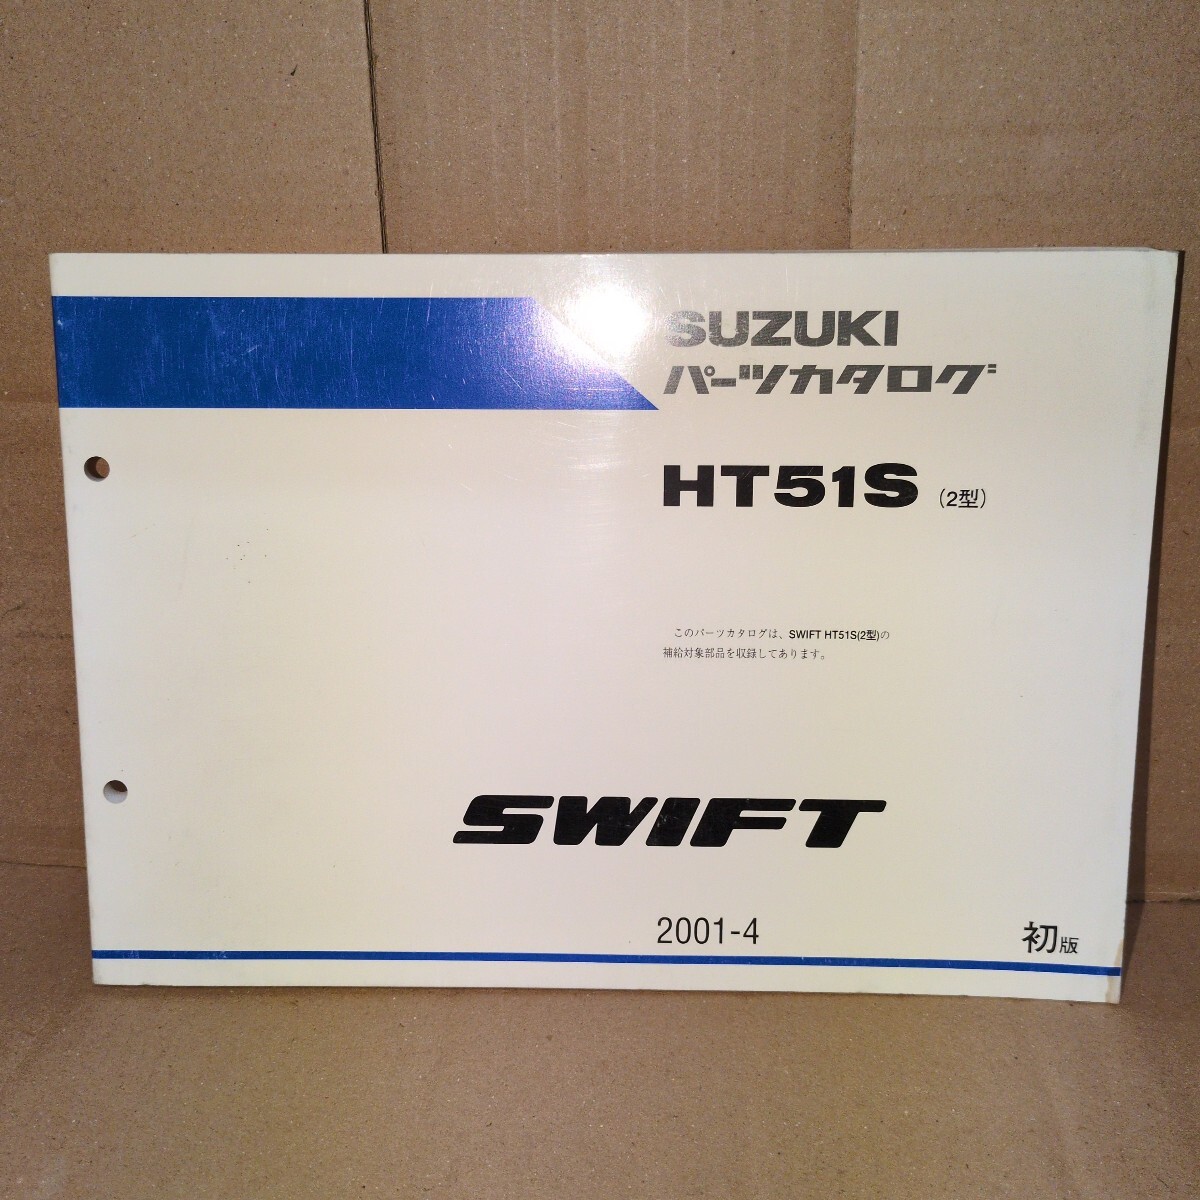 SUZUKI
パーツカタログ
HT51S (2型)
このパーツカタログは、SWIFT HT51S(2型)の
補給対象部品を収録してあります。
SWIFT
2001-4 初版